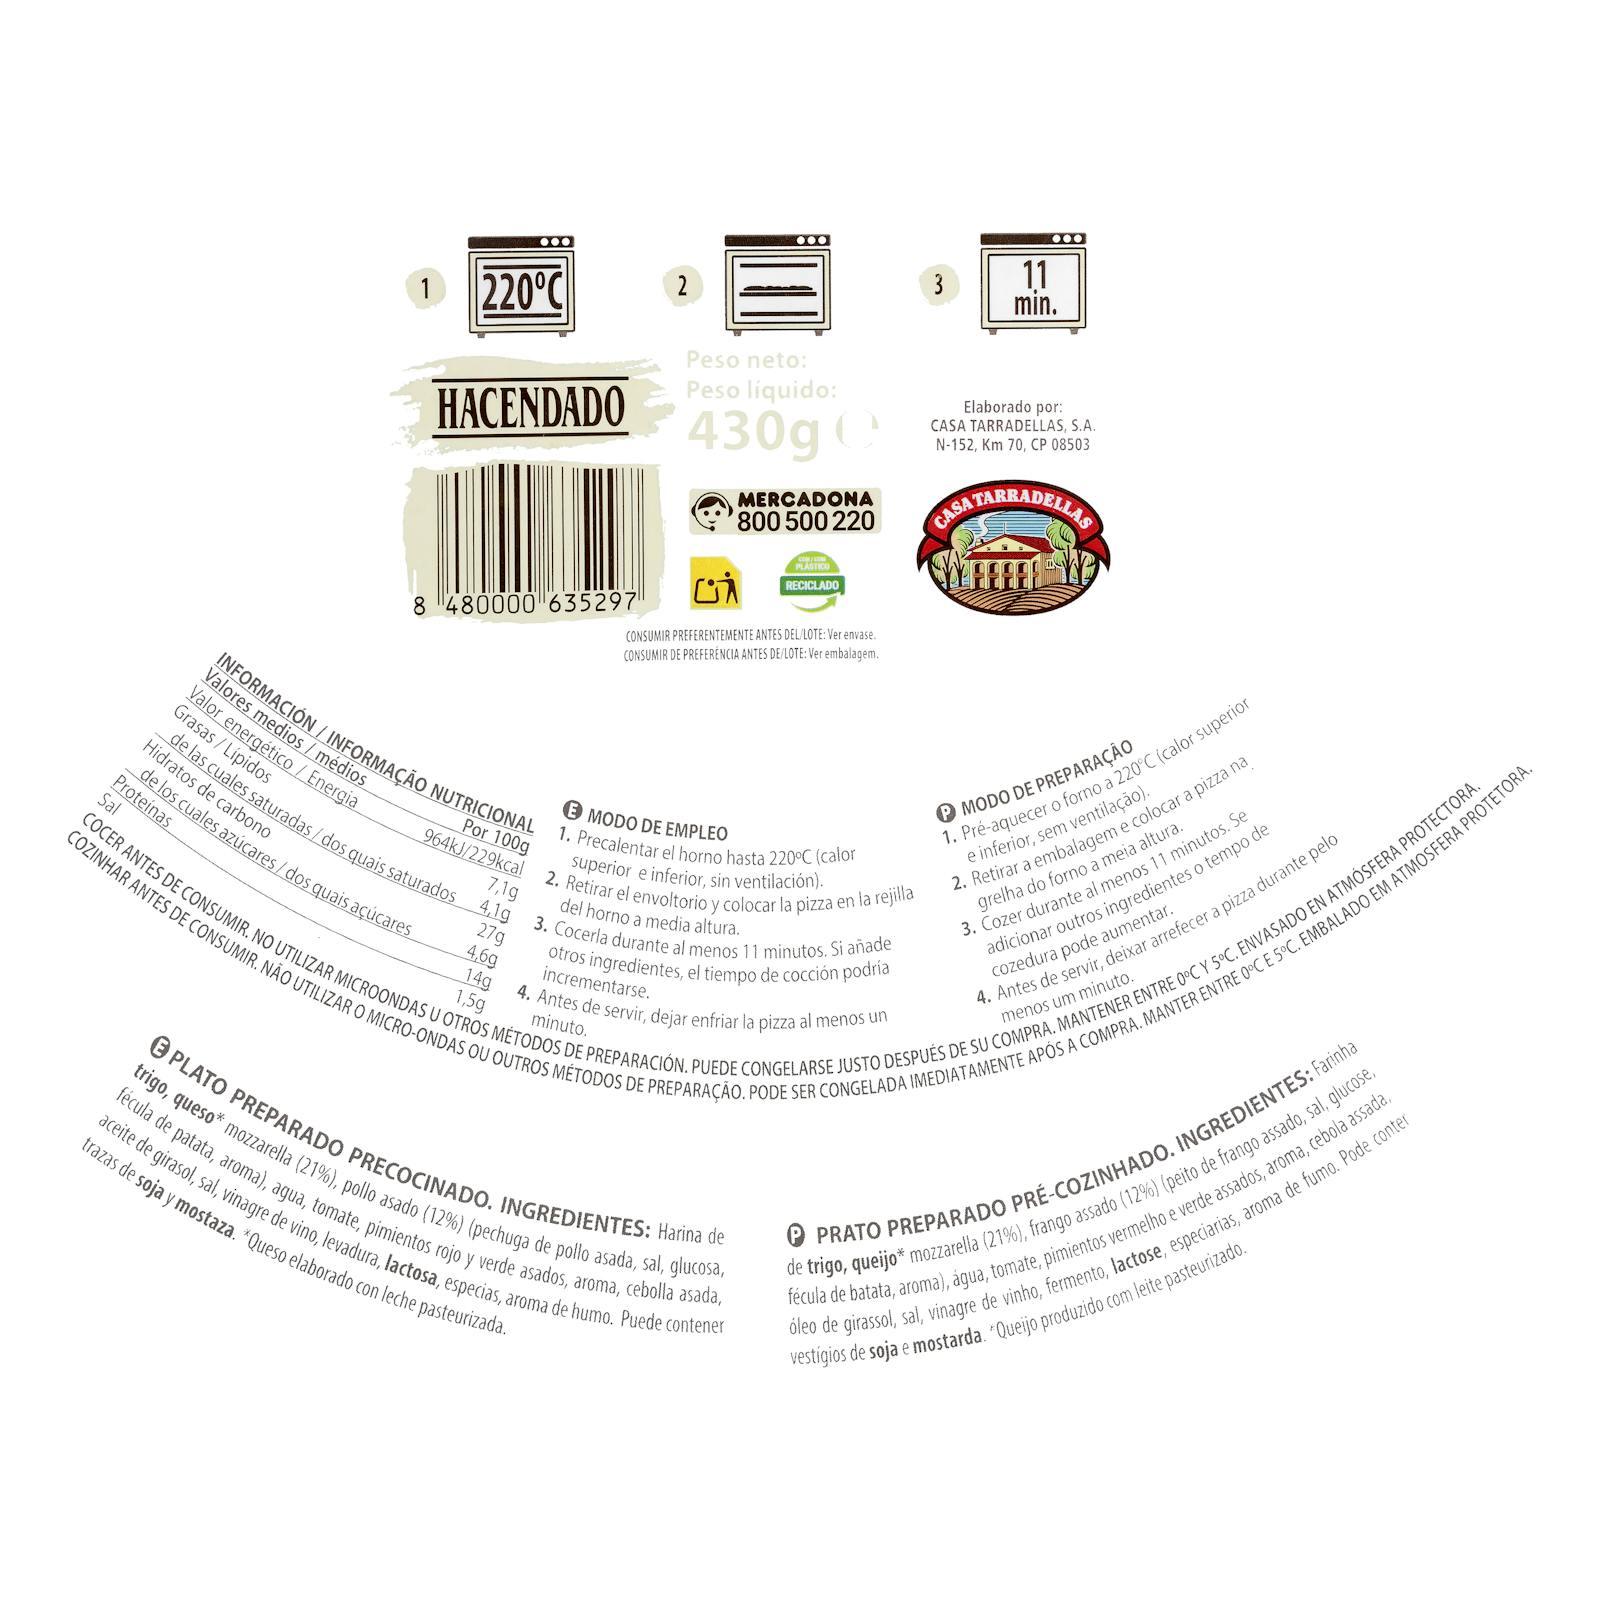 1
220ºC
2
3
11
min.
HACENDADO
8 480000 635297
Peso neto:
Peso líquido:
430g e
MERCADONA
800 500 220
CON / COM
PLÁSTICO
RECICLADO
Elaborado por:
CASA TARRADELLAS, S.A.
N-152, Km 70, CP 08503
CASA TARRADELLAS
CONSUMIR PREFERENTEMENTE ANTES DEL/LOTE: Ver envase.
CONSUMIR DE PREFERÊNCIA ANTES DE/LOTE: Ver embalagem.
INFORMACIÓN / INFORMAÇÃO NUTRICIONAL
Valores medios / médios Por 100g
Valor energético / Energia 964kJ/229kcal
Grasas / Lípidos 7,1g
de las cuales saturadas / dos quais saturados 4,1g
Hidratos de carbono 27g
de los cuales azúcares / dos quais açúcares 4,6g
Proteínas 14g
Sal 1,5g
E MODO DE EMPLEO
1. Precalentar el horno hasta 220ºC (calor
superior e inferior, sin ventilación).
2. Retirar el envoltorio y colocar la pizza en la rejilla
del horno a media altura.
3. Cocerla durante al menos 11 minutos. Si añade
otros ingredientes, el tiempo de cocción podría
incrementarse.
4. Antes de servir, dejar enfriar la pizza al menos un
minuto.
P MODO DE PREPARAÇÃO
1. Pré-aquecer o forno a 220°C (calor superior
e inferior, sem ventilação).
2. Retirar a embalagem e colocar a pizza na
grelha do forno a meia altura.
3. Cozer durante al menos 11 minutos. Se
adicionar outros ingredientes o tempo de
cozedura pode aumentar.
4. Antes de servir, deixar arrefecer a pizza durante pelo
menos um minuto.
COCER ANTES DE CONSUMIR. NO UTILIZAR MICROONDAS U OTROS MÉTODOS DE PREPARACIÓN. PUEDE CONGELARSE JUSTO DESPUÉS DE SU COMPRA. MANTENER ENTRE 0ºC Y 5ºC. ENVASADO EN ATMÓSFERA PROTECTORA.
COZINHAR ANTES DE CONSUMIR. NÃO UTILIZAR O MICRO-ONDAS OU OUTROS MÉTODOS DE PREPARAÇÃO. PODE SER CONGELADA IMEDIATAMENTE APÓS A COMPRA. MANTER ENTRE 0ºC E 5ºC. EMBALADO EM ATMOSFERA PROTETORA.
E PLATO PREPARADO PRECOCINADO. INGREDIENTES: Harina de
trigo, queso* mozzarella (21%), pollo asado (12%) (pechuga de pollo asada, sal, glucosa,
fécula de patata, aroma), agua, tomate, pimientos rojo y verde asados, aroma, cebolla asada,
aceite de girasol, sal, vinagre de vino, levadura, lactosa, especias, aroma de humo. Puede contener
trazas de soja y mostaza. *Queso elaborado con leche pasteurizada.
P PRATO PREPARADO PRÉ-COZINHADO. INGREDIENTES: Farinha
de trigo, queijo* mozzarella (21%), frango assado (12%) (peito de frango assado, sal, glucose,
fécula de batata, aroma), água, tomate, pimientos vermelho e verde assados, aroma, cebola assada,
óleo de girassol, sal, vinagre de vinho, fermento, lactose, especiarias, aroma de fumo. Pode conter
vestígios de soja e mostarda. *Queijo produzido com leite pasteurizado.